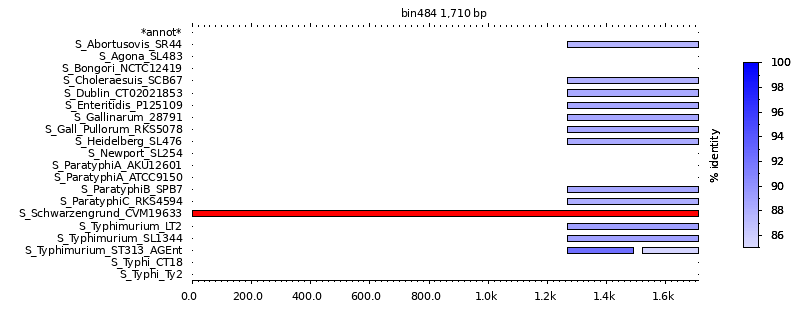 bin484 1,710 bp
*annot*
S_Abortusovis_SR44
S_Agona_SL483
S_Bongori_NCTC12419
S_Choleraesuis_SCB67
S_Dublin_CT02021853
S_Enteritidis_P125109
S_Gallinarum_28791
S_Gall_Pullorum_RKS5078
S_Heidelberg_SL476
S_Newport_SL254
S_ParatyphiA_AKU12601
S_ParatyphiA_ATCC9150
S_ParatyphiB_SPB7
S_ParatyphiC_RKS4594
S_Schwarzengrund_CVM19633
S_Typhimurium_LT2
S_Typhimurium_SL1344
S_Typhimurium_ST313_AGEnt
S_Typhi_CT18
S_Typhi_Ty2
0.0 200.0 400.0 600.0 800.0 1.0k 1.2k 1.4k 1.6k
% identity
100
98
96
94
92
90
88
86